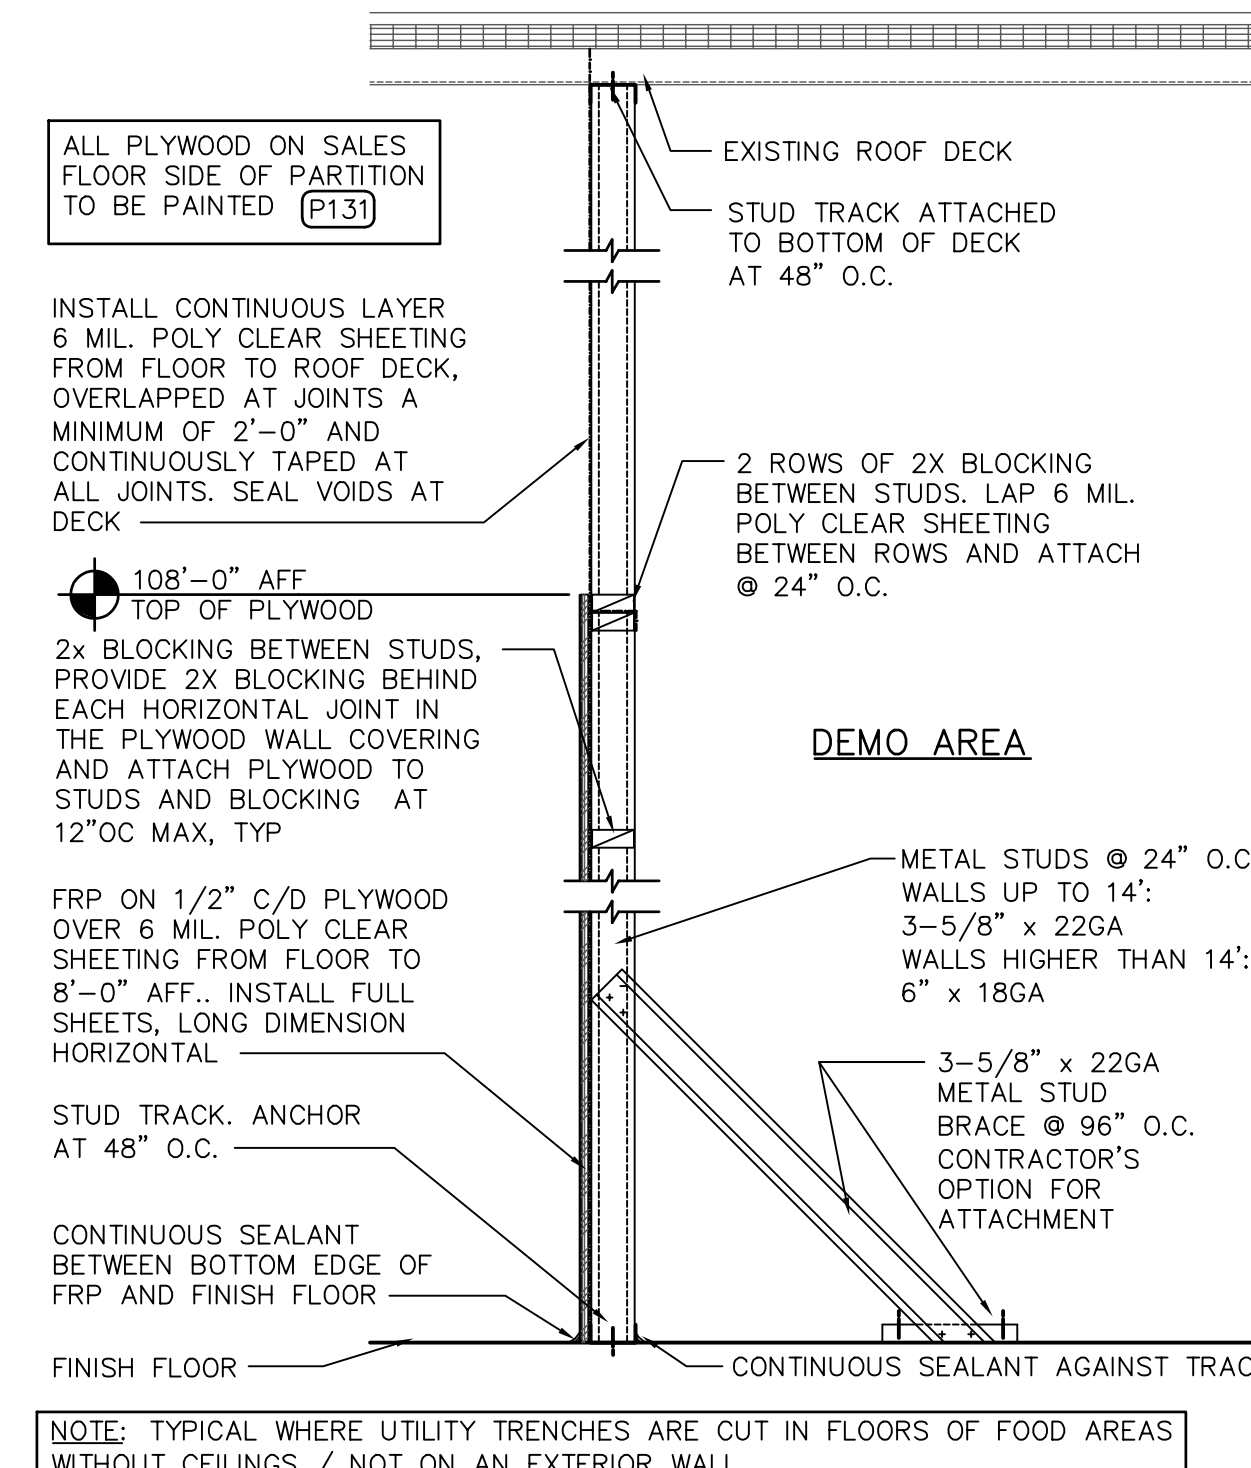 ALL PLYWOOD ON SALES
FLOOR SIDE OF PARTITION
TO BE PAINTED P131
EXISTING ROOF DECK
STUD TRACK ATTACHED
TO BOTTOM OF DECK
AT 48" O.C.
INSTALL CONTINUOUS LAYER
6 MIL. POLY CLEAR SHEETING
FROM FLOOR TO ROOF DECK,
OVERLAPPED AT JOINTS A
MINIMUM OF 2'-0" AND
CONTINUOUSLY TAPED AT
ALL JOINTS. SEAL VOIDS AT
DECK
2 ROWS OF 2X BLOCKING
BETWEEN STUDS. LAP 6 MIL.
POLY CLEAR SHEETING
BETWEEN ROWS AND ATTACH
@ 24" O.C.
108'-0" AFF
TOP OF PLYWOOD
2x BLOCKING BETWEEN STUDS,
PROVIDE 2X BLOCKING BEHIND
EACH HORIZONTAL JOINT IN
THE PLYWOOD WALL COVERING
AND ATTACH PLYWOOD TO
STUDS AND BLOCKING AT
12"OC MAX, TYP
DEMO AREA
METAL STUDS @ 24" O.C
WALLS UP TO 14':
3-5/8" x 22GA
WALLS HIGHER THAN 14':
6" x 18GA
FRP ON 1/2" C/D PLYWOOD
OVER 6 MIL. POLY CLEAR
SHEETING FROM FLOOR TO
8'-0" AFF.. INSTALL FULL
SHEETS, LONG DIMENSION
HORIZONTAL
3-5/8" x 22GA
METAL STUD
BRACE @ 96" O.C.
CONTRACTOR'S
OPTION FOR
ATTACHMENT
STUD TRACK. ANCHOR
AT 48" O.C.
CONTINUOUS SEALANT
BETWEEN BOTTOM EDGE OF
FRP AND FINISH FLOOR
FINISH FLOOR
CONTINUOUS SEALANT AGAINST TRAC
NOTE: TYPICAL WHERE UTILITY TRENCHES ARE CUT IN FLOORS OF FOOD AREAS
WITHOUT CEILINGS / NOT ON AN EXTERIOR WALL